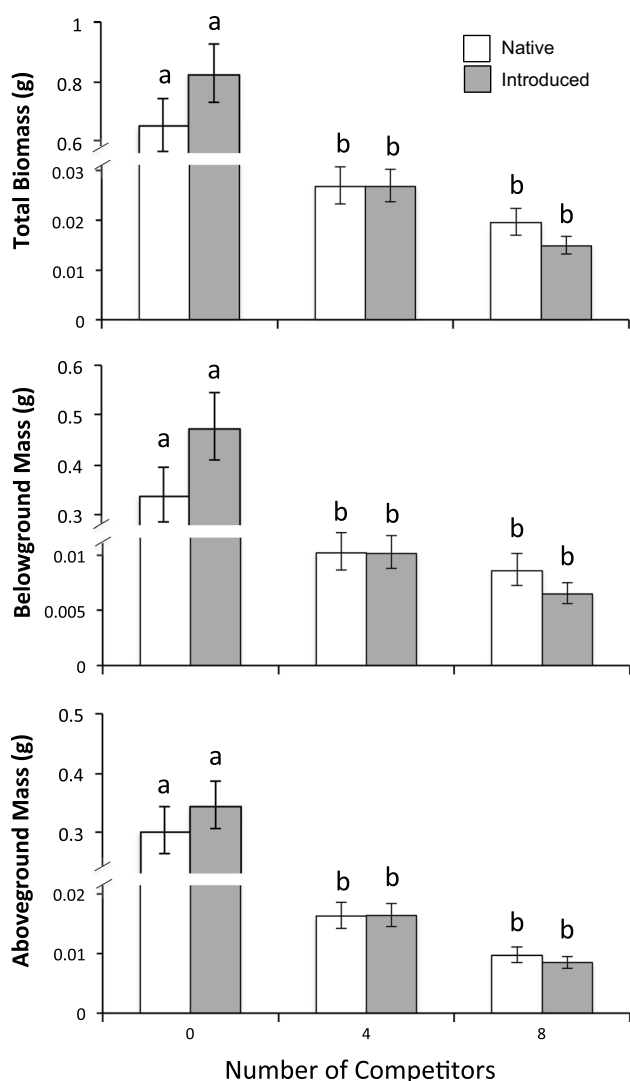 Total Biomass (g)
1
0.8
0.6
0.03
0.02
0.01
0
a
a
b
b
b
b
Native
Introduced
Belowground Mass (g)
0.6
0.5
0.4
0.3
0.01
0.005
0
a
a
b
b
b
b
Aboveground Mass (g)
0.5
0.4
0.3
0.02
0.01
0
a
a
b
b
b
b
0 4 8
Number of Competitors